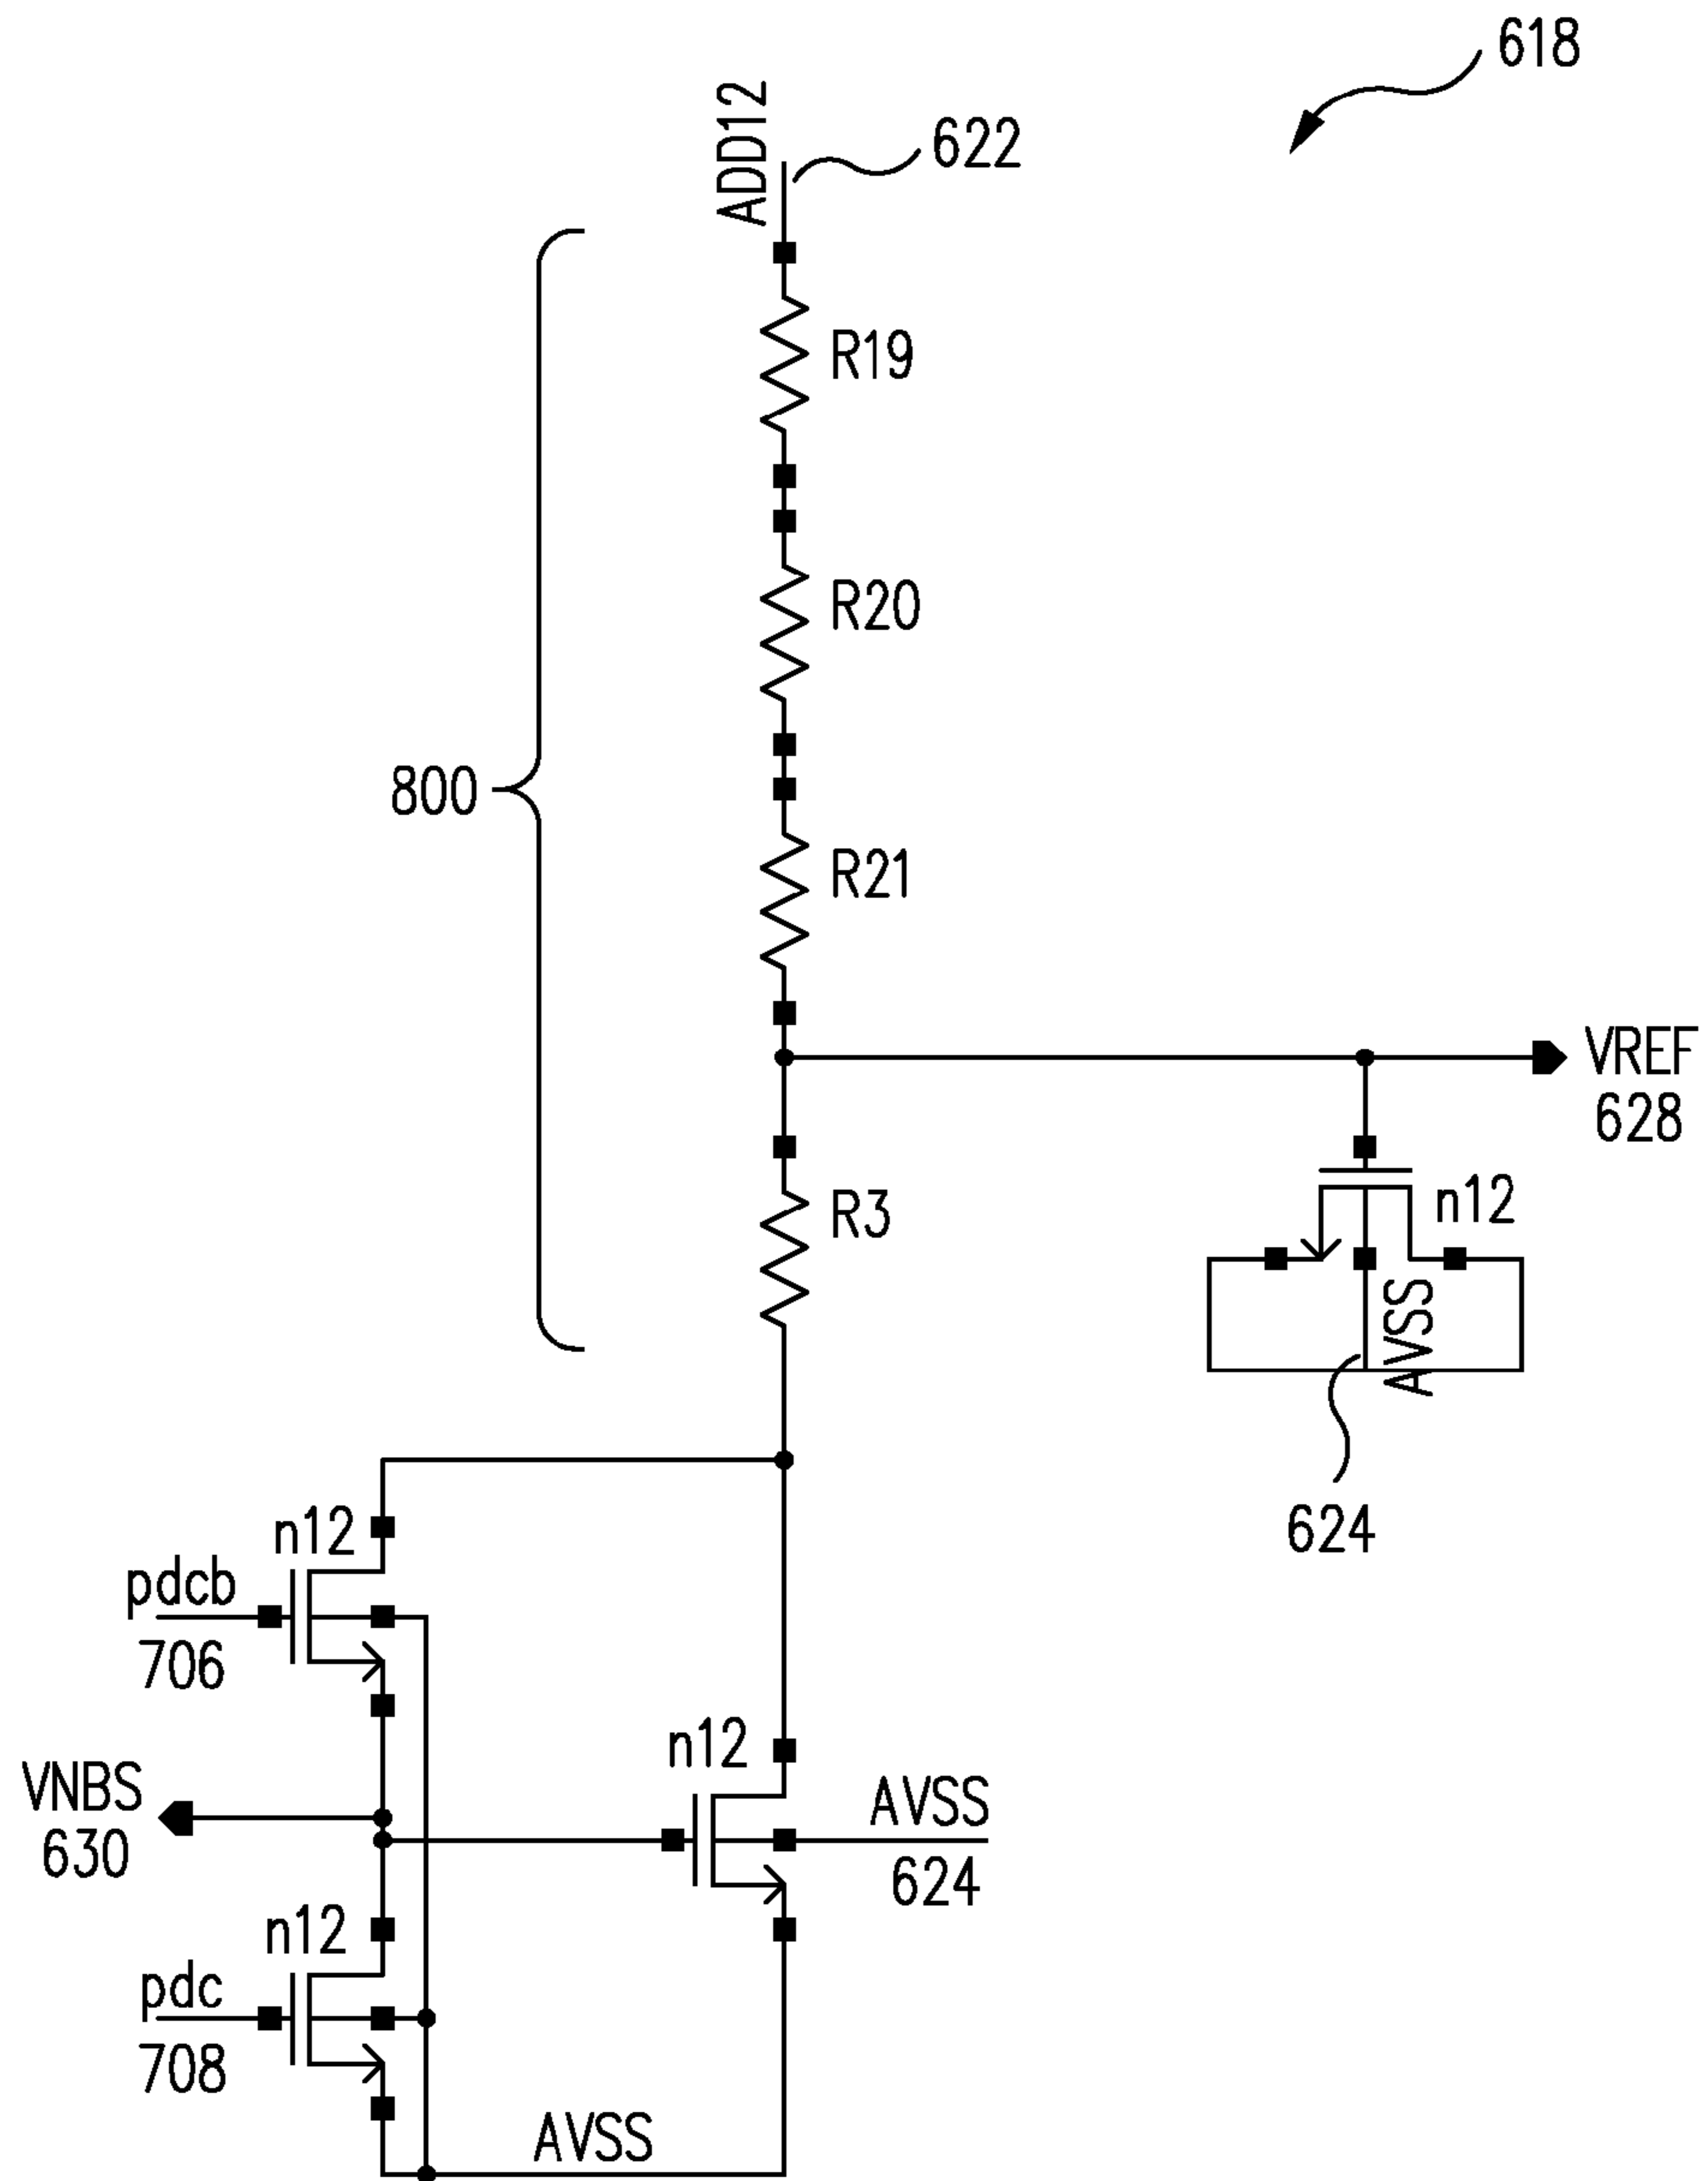 618
ADD12
622
R19
R20
800
R21
VREF
628
R3
n12
AVSS
624
n12
pdcb
706
n12
VNBS
630
AVSS
624
n12
pdc
708
AVSS